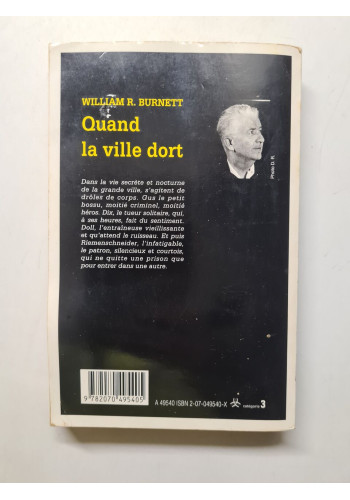 WILLIAM R. BURNETT
Quand
la ville dort
Photo D. R.
Dans la vie secrète et nocturne
de la grande ville, s'agitent de
drôles de corps. Gus le petit
bossu, moitié criminel, moitié
héros. Dix, le tueur solitaire, qui,
à ses heures, fait du sentiment.
Doll, l'entraîneuse vieillissante
et qu'attend le ruisseau. Et puis
Riemenschneider, l'infatigable,
le patron, silencieux et courtois,
qui ne quitte une prison que
pour entrer dans une autre.
9 782070 495405
A 49540 ISBN 2-07-049540-X
catégorie 3